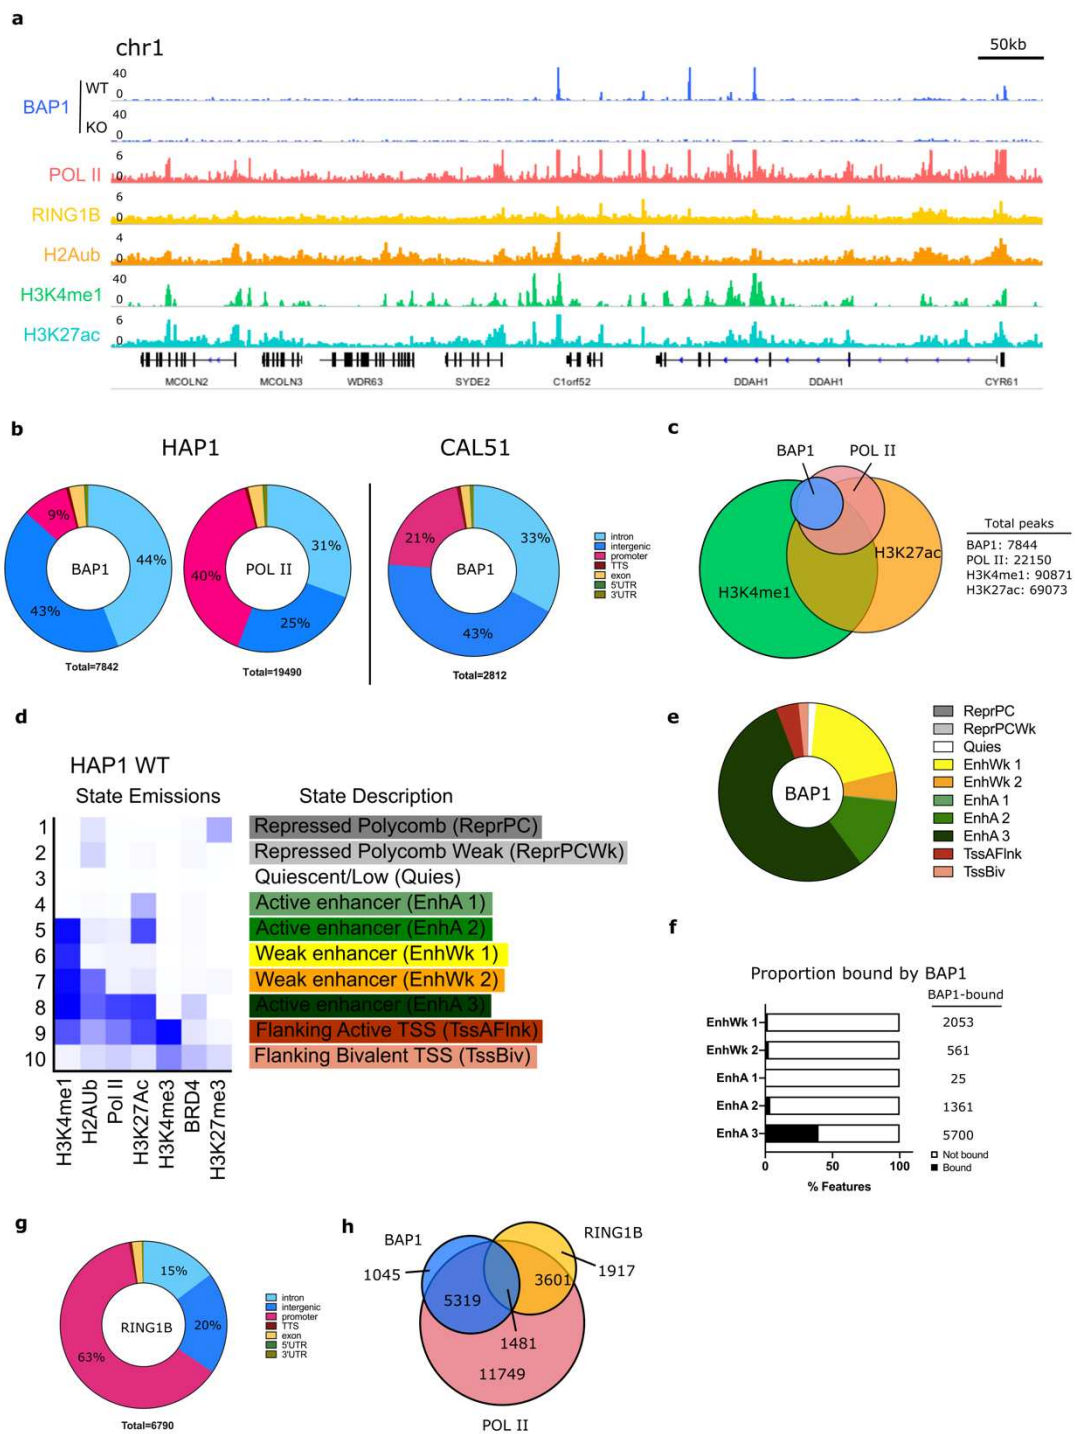 a
chr1
50kb
BAP1
WT
40
0
KO
40
0
POL II
6
0
RING1B
6
0
H2Aub
4
0
H3K4me1
40
0
H3K27ac
6
0
MCOLN2 MCOLN3 WDR63 SYDE2 C1orf52 DDAH1 DDAH1 CYR61
b
HAP1
CAL51
9%
44%
43%
BAP1
Total=7842
40%
31%
25%
POL II
Total=19490
21%
33%
43%
BAP1
Total=2812
intron
intergenic
promoter
TTS
exon
5'UTR
3'UTR
c
BAP1
POL II
H3K4me1
H3K27ac
Total peaks
BAP1: 7844
POL II: 22150
H3K4me1: 90871
H3K27ac: 69073
d
HAP1 WT
State Emissions
State Description
1 Repressed Polycomb (ReprPC)
2 Repressed Polycomb Weak (ReprPCWk)
3 Quiescent/Low (Quies)
4 Active enhancer (EnhA 1)
5 Active enhancer (EnhA 2)
6 Weak enhancer (EnhWk 1)
7 Weak enhancer (EnhWk 2)
8 Active enhancer (EnhA 3)
9 Flanking Active TSS (TssAFlnk)
10 Flanking Bivalent TSS (TssBiv)
H3K4me1
H2AUb
Pol II
H3K27Ac
H3K4me3
BRD4
H3K27me3
e
BAP1
ReprPC
ReprPCWk
Quies
EnhWk 1
EnhWk 2
EnhA 1
EnhA 2
EnhA 3
TssAFlnk
TssBiv
f
Proportion bound by BAP1
BAP1-bound
EnhWk 1 2053
EnhWk 2 561
EnhA 1 25
EnhA 2 1361
EnhA 3 5700
0 50 100
% Features
Not bound
Bound
g
15%
20%
63%
RING1B
Total=6790
intron
intergenic
promoter
TTS
exon
5'UTR
3'UTR
h
BAP1
RING1B
1045
1917
5319
3601
1481
11749
POL II